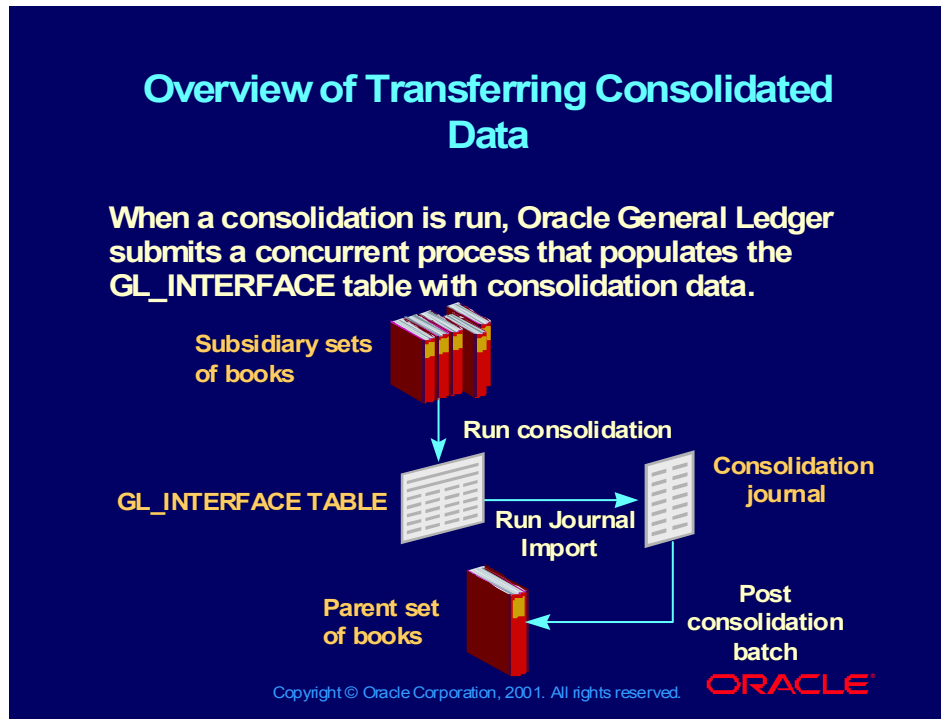 Overview of Transferring Consolidated
Data
When a consolidation is run, Oracle General Ledger
submits a concurrent process that populates the
GL_INTERFACE table with consolidation data.
Subsidiary sets
of books
Run consolidation
GL_INTERFACE TABLE
Run Journal
Import
Consolidation
journal
Parent set
of books
Post
consolidation
batch
Copyright © Oracle Corporation, 2001. All rights reserved.
ORACLE®